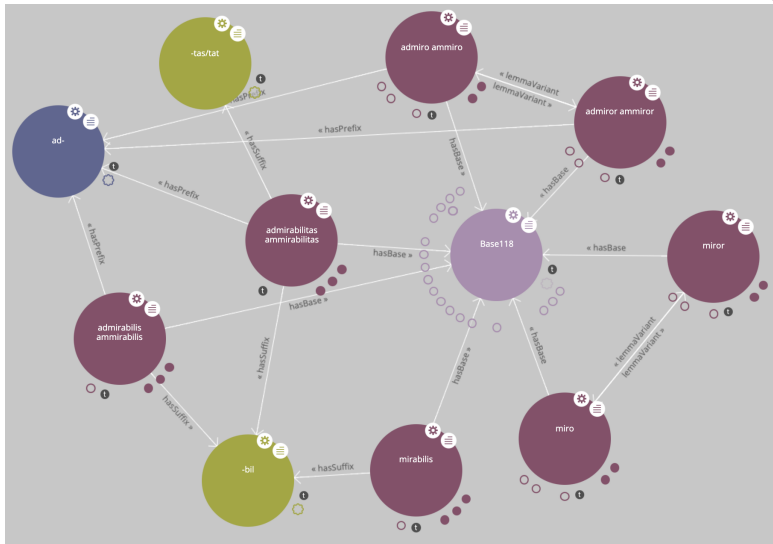 -tas/tat
admiro ammiro
« lemmaVariant
lemmaVariant »
admiror ammiror
« hasPrefix
« hasPrefix
ad-
t
t
t
t
« hasSuffix
hasBase »
« hasBase
« hasPrefix
admirabilitas
ammirabilitas
Base118
hasBase »
« hasBase
miror
« hasPrefix
t
t
hasBase »
t
admirabilis
ammirabilis
« hasSuffix
hasBase »
« hasBase
« lemmaVariant
lemmaVariant »
t
hasSuffix »
miro
-bil
« hasSuffix
mirabilis
t
t
t